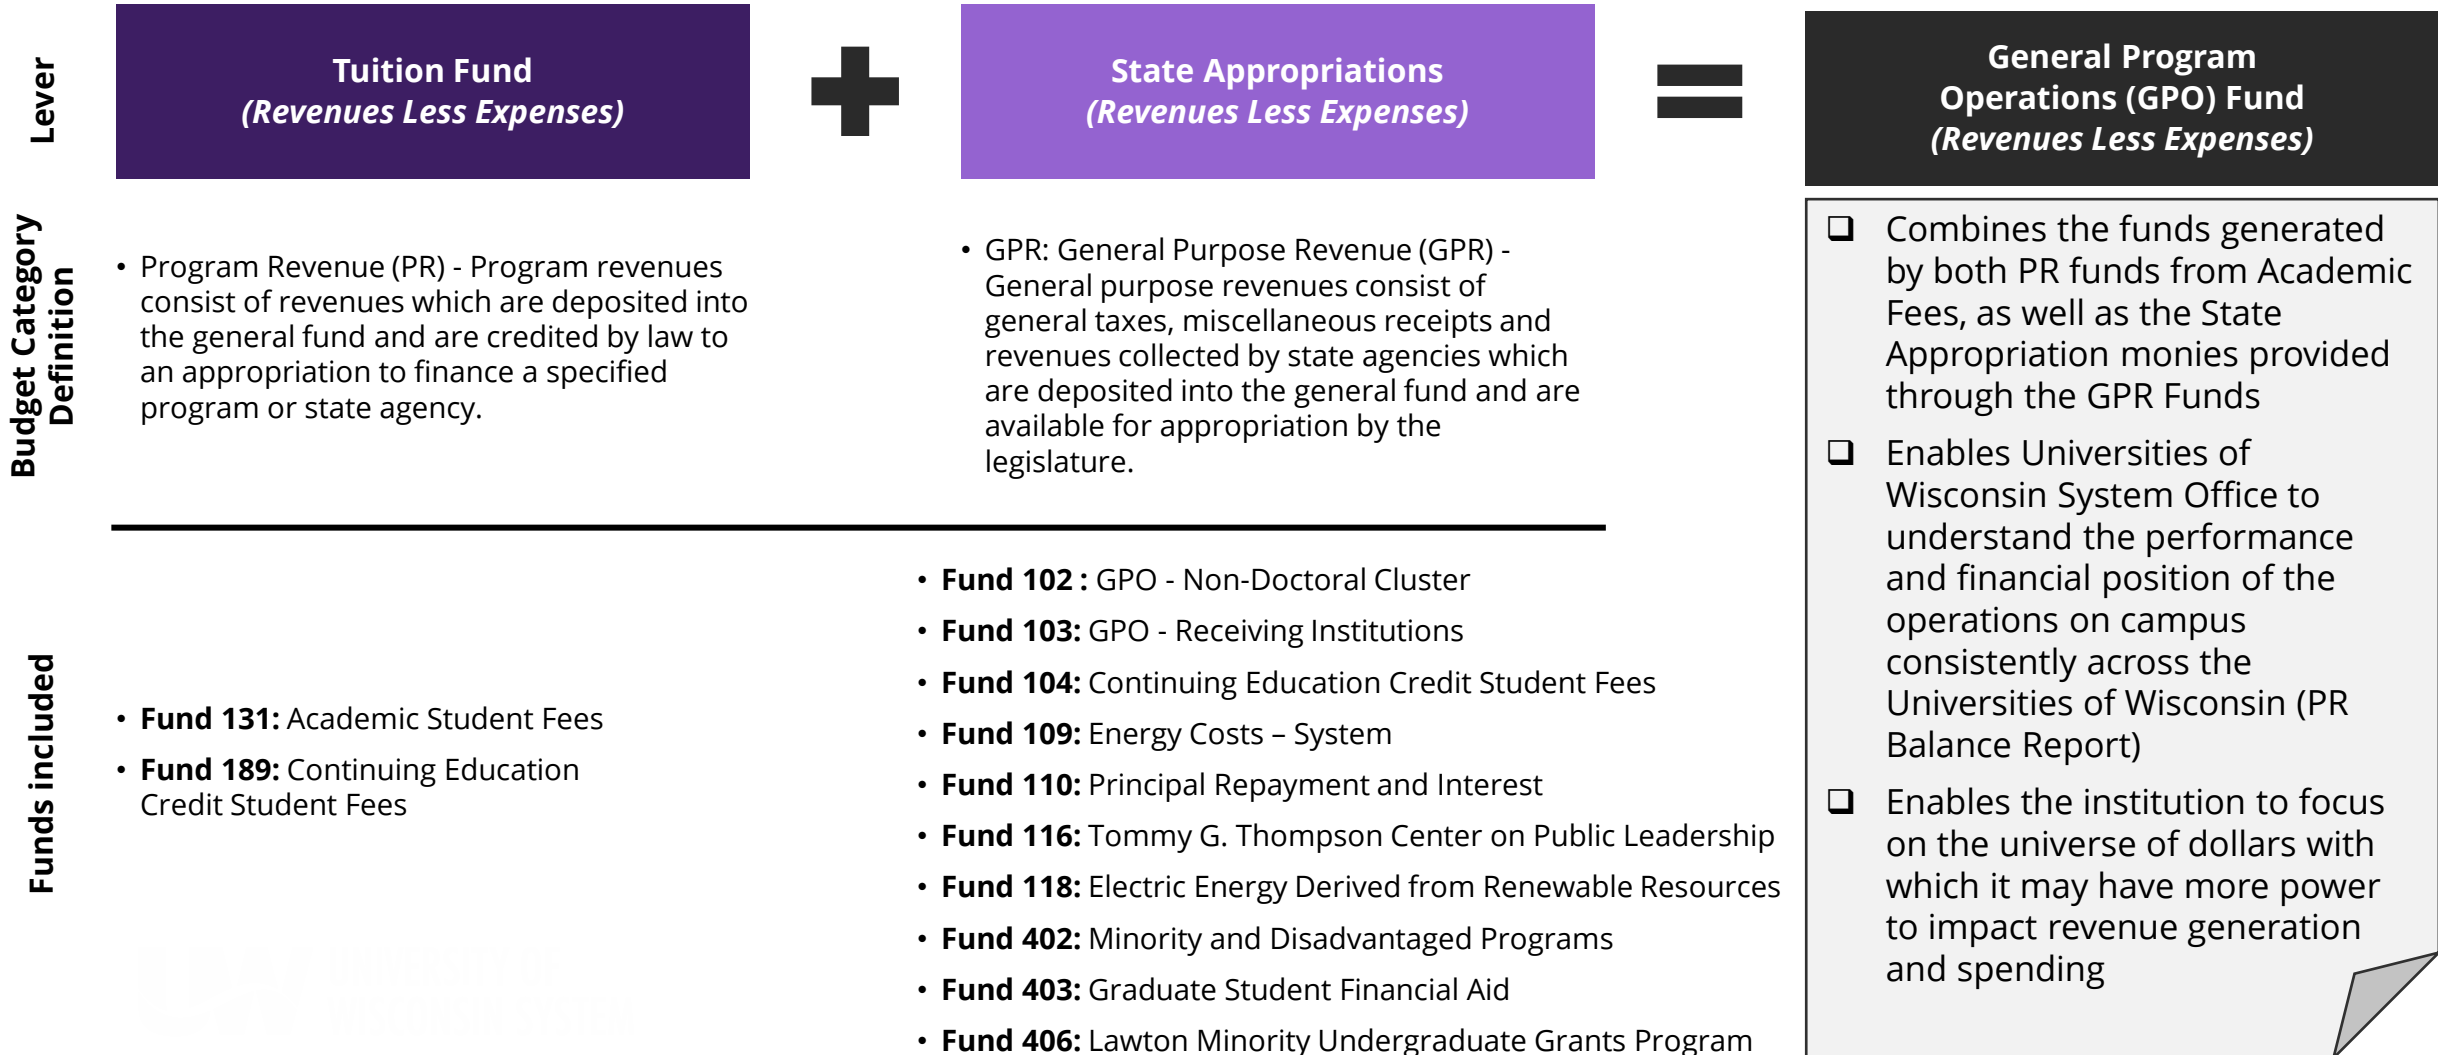 Lever
Tuition Fund
(Revenues Less Expenses)
State Appropriations
(Revenues Less Expenses)
General Program
Operations (GPO) Fund
(Revenues Less Expenses)
Budget Category
Definition
• Program Revenue (PR) - Program revenues
consist of revenues which are deposited into
the general fund and are credited by law to
an appropriation to finance a specified
program or state agency.
• GPR: General Purpose Revenue (GPR) -
General purpose revenues consist of
general taxes, miscellaneous receipts and
revenues collected by state agencies which
are deposited into the general fund and are
available for appropriation by the
legislature.
Funds included
• Fund 131: Academic Student Fees
• Fund 189: Continuing Education
Credit Student Fees
• Fund 102 : GPO - Non-Doctoral Cluster
• Fund 103: GPO - Receiving Institutions
• Fund 104: Continuing Education Credit Student Fees
• Fund 109: Energy Costs – System
• Fund 110: Principal Repayment and Interest
• Fund 116: Tommy G. Thompson Center on Public Leadership
• Fund 118: Electric Energy Derived from Renewable Resources
• Fund 402: Minority and Disadvantaged Programs
• Fund 403: Graduate Student Financial Aid
• Fund 406: Lawton Minority Undergraduate Grants Program
❑ Combines the funds generated
by both PR funds from Academic
Fees, as well as the State
Appropriation monies provided
through the GPR Funds
❑ Enables Universities of
Wisconsin System Office to
understand the performance
and financial position of the
operations on campus
consistently across the
Universities of Wisconsin (PR
Balance Report)
❑ Enables the institution to focus
on the universe of dollars with
which it may have more power
to impact revenue generation
and spending